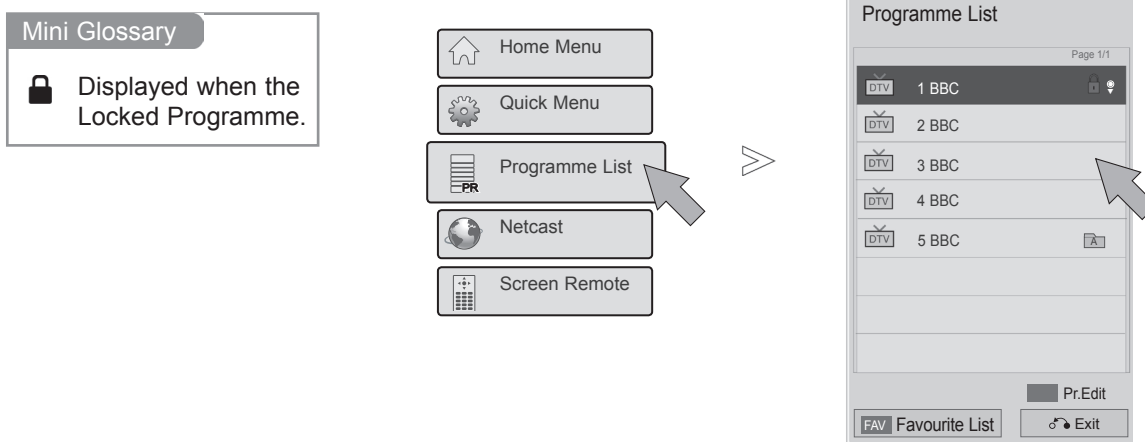 Mini Glossary
Displayed when the
Locked Programme.
Home Menu
Quick Menu
PR
Programme List
Netcast
Screen Remote
Programme List
Page 1/1
DTV 1 BBC
DTV 2 BBC
DTV 3 BBC
DTV 4 BBC
DTV 5 BBC A
Pr.Edit
FAV Favourite List
Exit